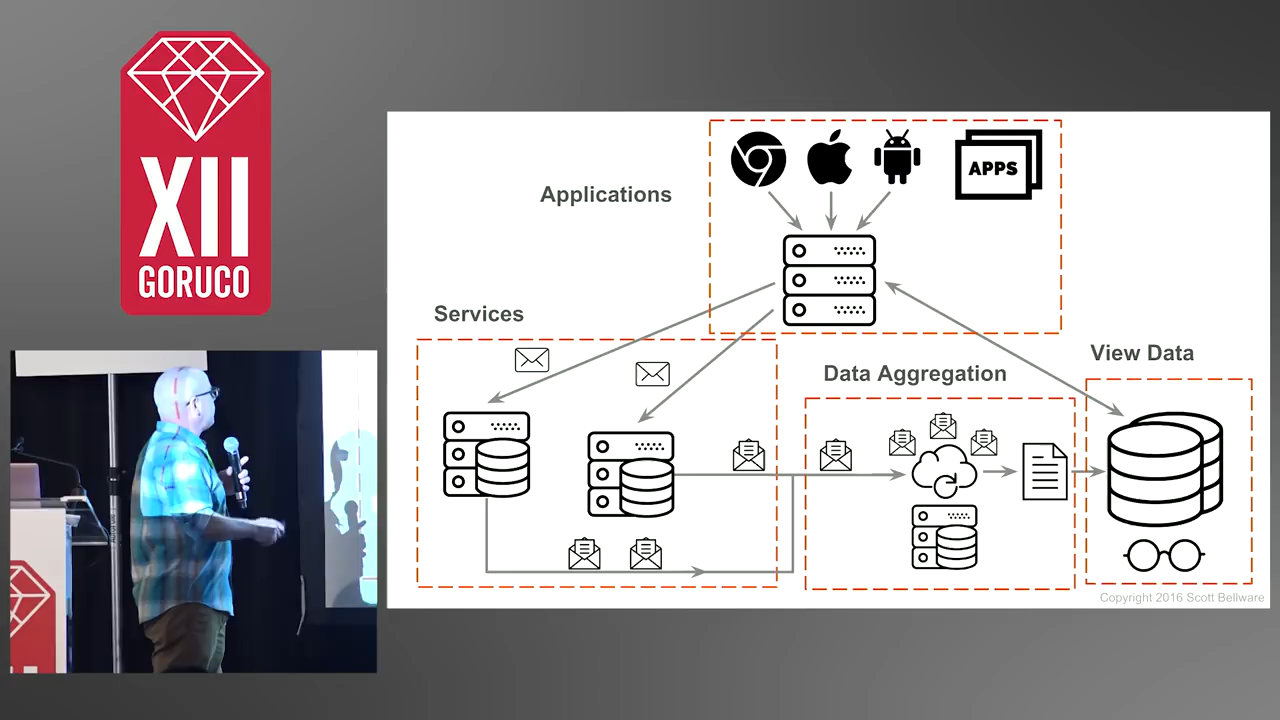 XII
GORUCO
Applications
APPS
Services
Data Aggregation
View Data
Copyright 2016 Scott Bellware